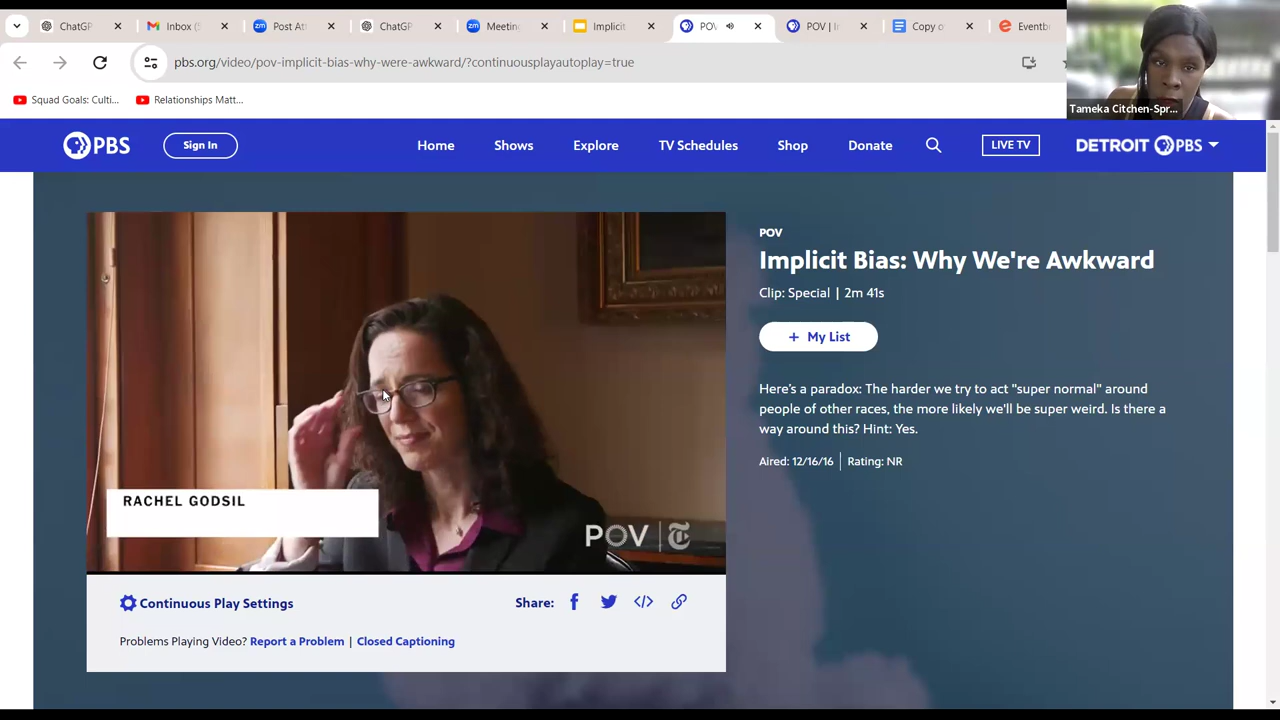 ChatGP
Inbox (
Post Att
ChatGP
Meetin
Implicit
POV
POV | I
Copy o
Eventb
pbs.org/video/pov-implicit-bias-why-were-awkward/?continuousplayautoplay=true
Squad Goals: Culti...
Relationships Matt...
Tameka Citchen-Spr...
PBS
Sign In
Home
Shows
Explore
TV Schedules
Shop
Donate
LIVE TV
DETROIT PBS
RACHEL GODSIL
POV
POV
Implicit Bias: Why We're Awkward
Clip: Special | 2m 41s
+ My List
Here's a paradox: The harder we try to act "super normal" around
people of other races, the more likely we'll be super weird. Is there a
way around this? Hint: Yes.
Aired: 12/16/16 | Rating: NR
Continuous Play Settings
Share:
Problems Playing Video? Report a Problem | Closed Captioning